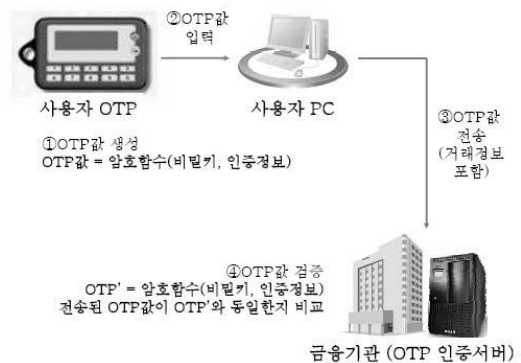 ②OTP값
입력
사용자 OTP
사용자 PC
①OTP값 생성
OTP값 = 암호함수(비밀키, 인증정보)
③OTP값
전송
(거래정보
포함)
④OTP값 검증
OTP' = 암호함수(비밀키, 인증정보)
전송된 OTP값이 OTP'와 동일한지 비교
금융기관 (OTP 인증서버)